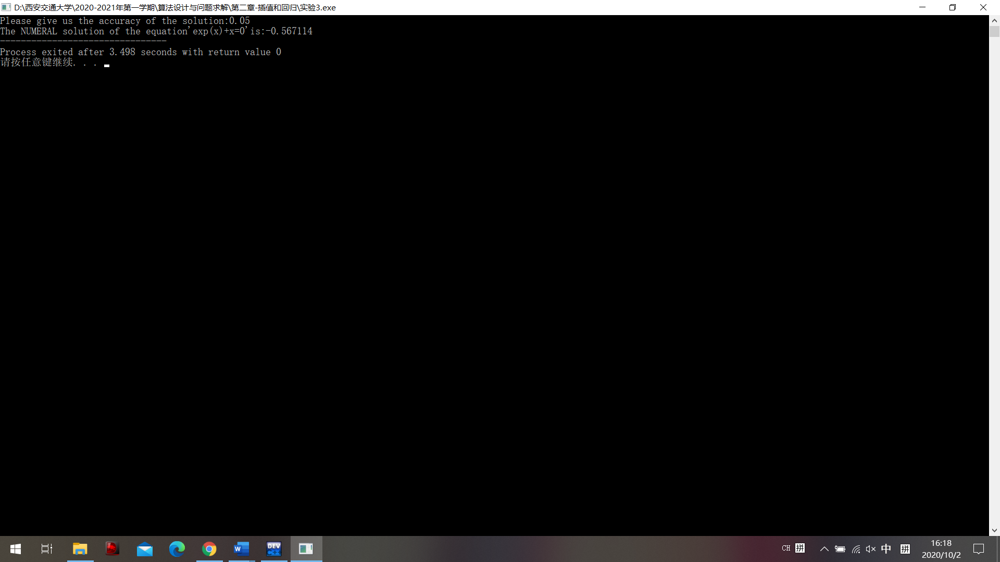 D:\西安交通大学\2020-2021年第一学期\算法设计与问题求解\第二章-插值和回归\实验3.exe
Please give us the accuracy of the solution:0.05
The NUMERAL solution of the equation'exp(x)+x=0'is:-0.567114
--------------------------------
Process exited after 3.498 seconds with return value 0
请按任意键继续. . .
W
DEV
C++
CH 拼 中 拼
16:18
2020/10/2